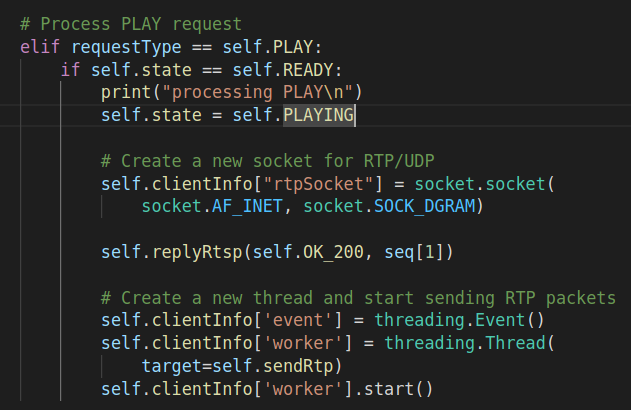 # Process PLAY request
elif requestType == self.PLAY:
if self.state == self.READY:
print("processing PLAY\n")
self.state = self.PLAYING
# Create a new socket for RTP/UDP
self.clientInfo["rtpSocket"] = socket.socket(
socket.AF_INET, socket.SOCK_DGRAM)
self.replyRtsp(self.OK_200, seq[1])
# Create a new thread and start sending RTP packets
self.clientInfo['event'] = threading.Event()
self.clientInfo['worker'] = threading.Thread(
target=self.sendRtp)
self.clientInfo['worker'].start()